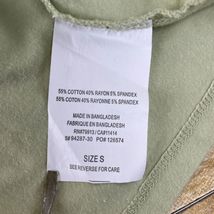 55% COTTON 40% RAYON 5% SPANDEX
55% COTON 40% RAYONNE 5% SPANDEX
MADE IN BANGLADESH
FABRIQUE EN BANGLADESH
RN#79913 / CA#11414
S# 94287-30 PO# 126574
SIZE S
SEE REVERSE FOR CARE